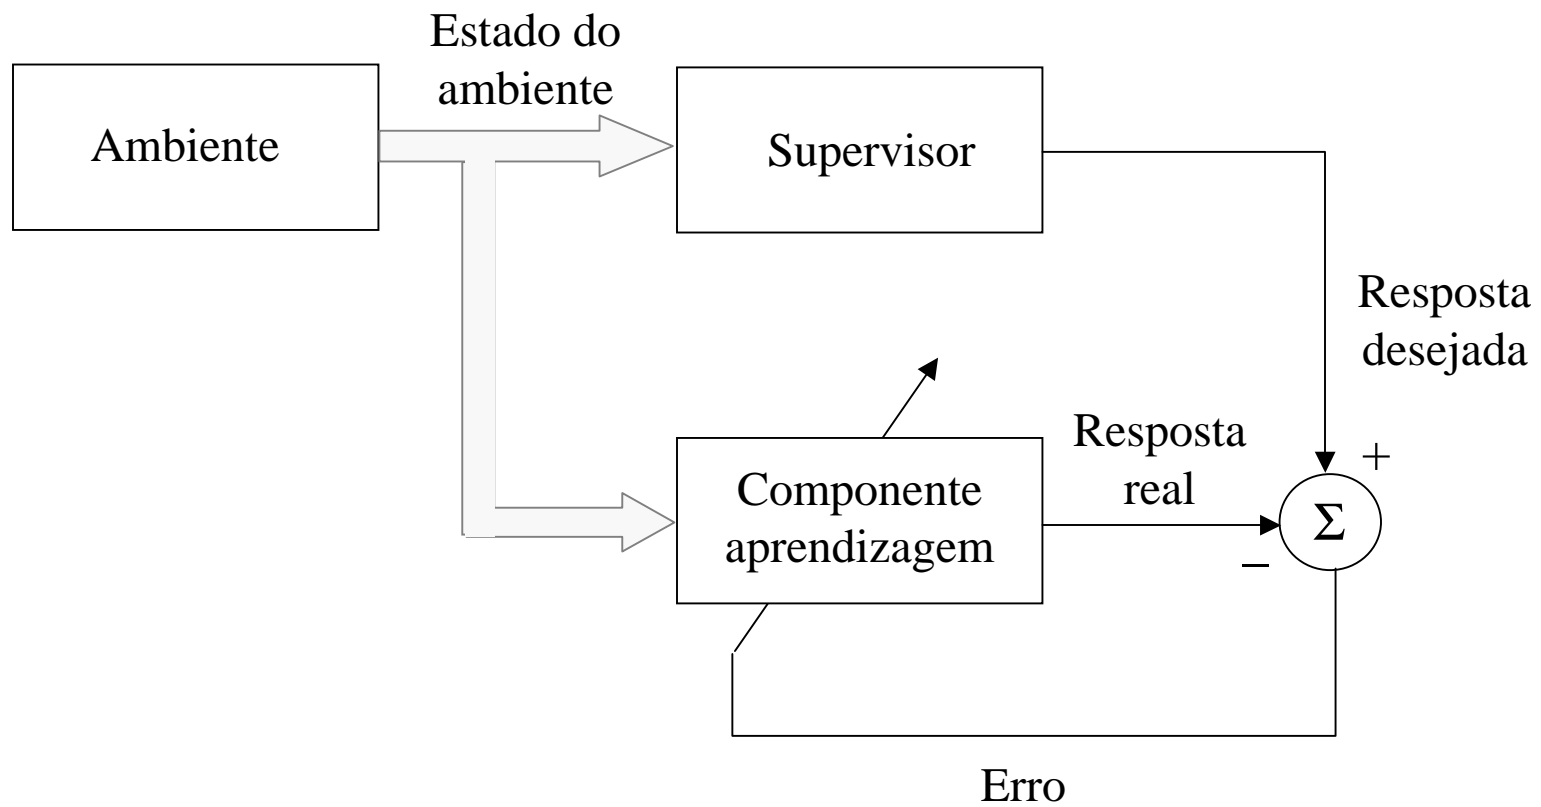 Estado do
ambiente
Ambiente
Supervisor
Resposta
desejada
Resposta
real
+
Componente
aprendizagem
Σ
–
Erro